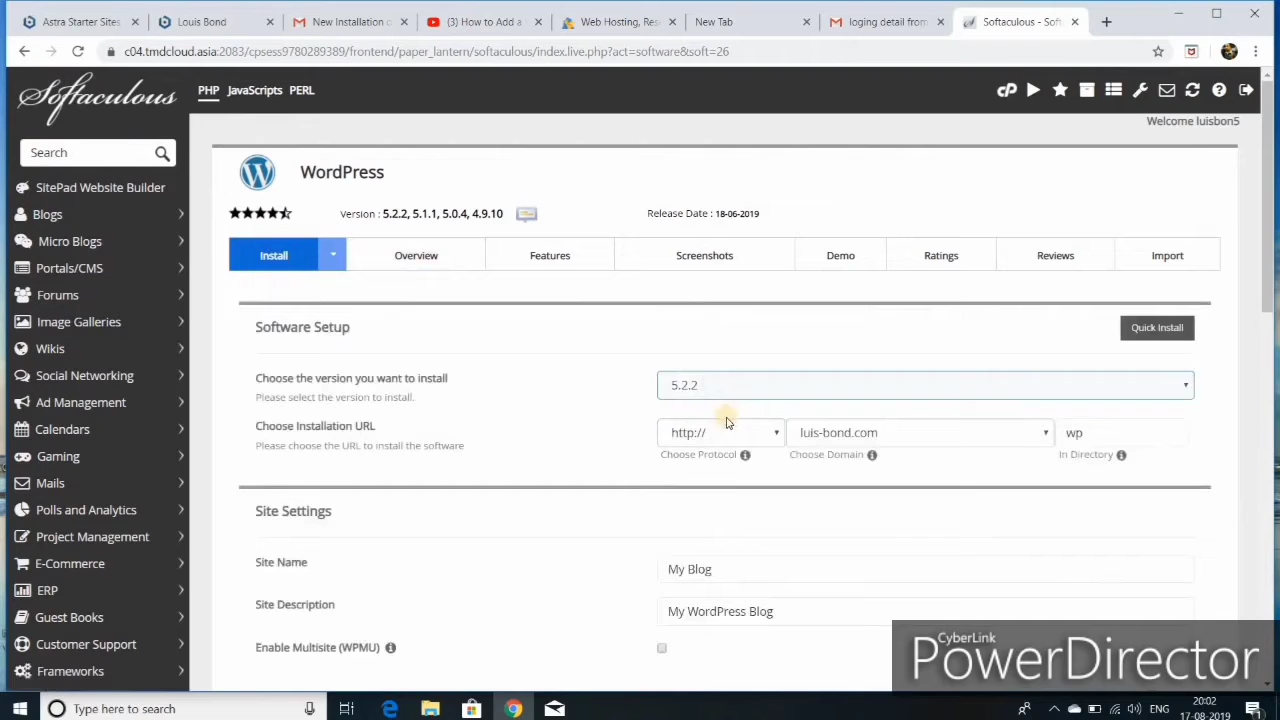 Astra Starter Sites
Louis Bond
New Installation o
(3) How to Add a
Web Hosting, Res
New Tab
loging detail from
Softaculous - Sof
c04.tmdcloud.asia:2083/cpsess9780289389/frontend/paper_lantern/softaculous/index.live.php?act=software&soft=26
Softaculous
PHP JavaScripts PERL
cP
Welcome luisbon5
Search
SitePad Website Builder
Blogs
Micro Blogs
Portals/CMS
Forums
Image Galleries
Wikis
Social Networking
Ad Management
Calendars
Gaming
Mails
Polls and Analytics
Project Management
E-Commerce
ERP
Guest Books
Customer Support
Frameworks
WordPress
Version : 5.2.2, 5.1.1, 5.0.4, 4.9.10
Release Date : 18-06-2019
Install Overview Features Screenshots Demo Ratings Reviews Import
Software Setup
Quick Install
Choose the version you want to install
Please select the version to install.
5.2.2
Choose Installation URL
Please choose the URL to install the software
http:// luis-bond.com wp
Choose Protocol Choose Domain In Directory
Site Settings
Site Name
My Blog
Site Description
My WordPress Blog
Enable Multisite (WPMU)
CyberLink
PowerDirector
Type here to search
ENG
20:02
17-08-2019